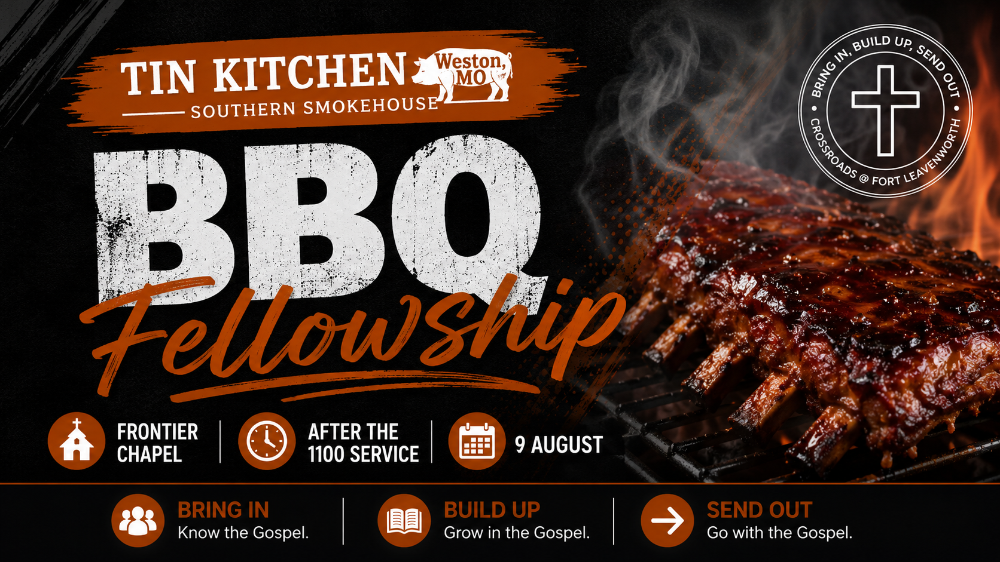 TIN KITCHEN
Weston,
MO
SOUTHERN SMOKEHOUSE
BBQ
Fellowship
BRING IN, BUILD UP, SEND OUT
CROSSROADS @ FORT LEAVENWORTH
FRONTIER
CHAPEL
AFTER THE
1100 SERVICE
9 AUGUST
BRING IN
Know the Gospel.
BUILD UP
Grow in the Gospel.
SEND OUT
Go with the Gospel.